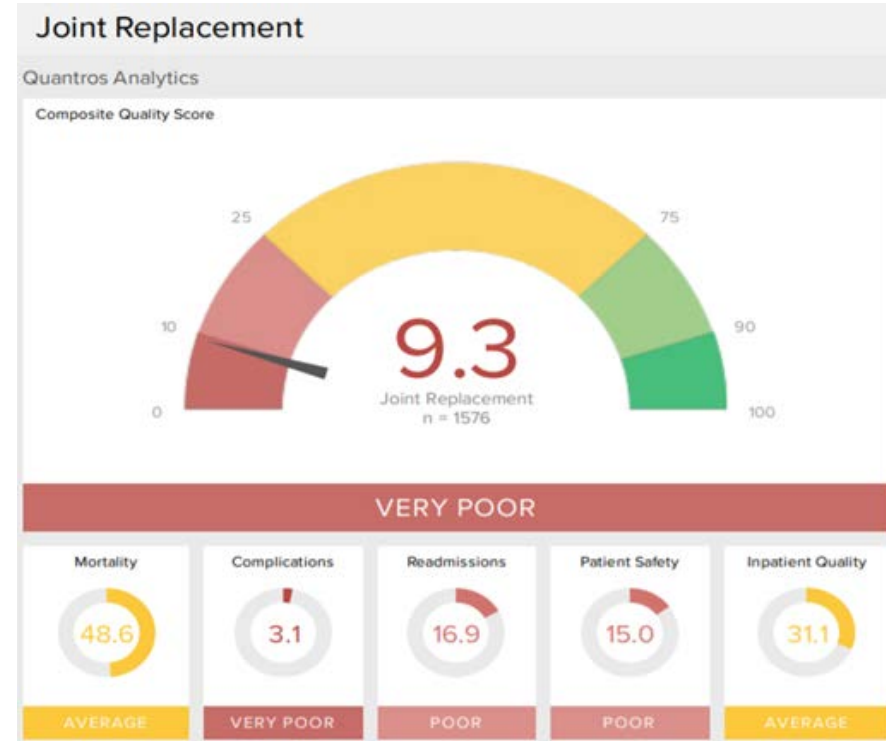 Joint Replacement
Quantros Analytics
Composite Quality Score
25
75
10
90
0
100
9.3
Joint Replacement
n = 1576
VERY POOR
Mortality
48.6
AVERAGE
Complications
3.1
VERY POOR
Readmissions
16.9
POOR
Patient Safety
15.0
POOR
Inpatient Quality
31.1
AVERAGE